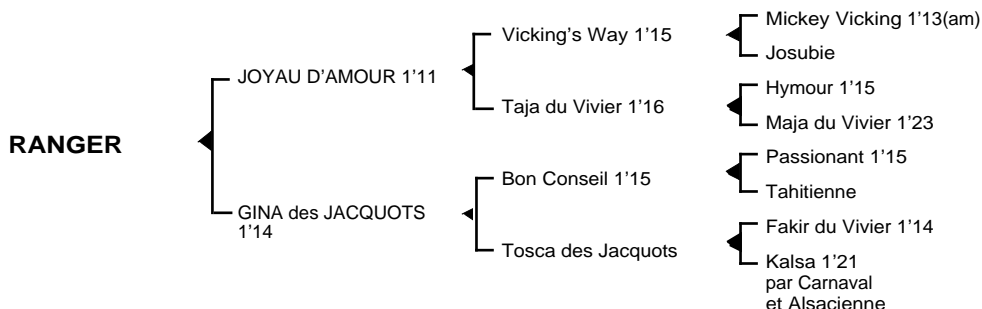 RANGER
JOYAU D'AMOUR 1'11
GINA des JACQUOTS
1'14
Vicking's Way 1'15
Taja du Vivier 1'16
Bon Conseil 1'15
Tosca des Jacquots
Mickey Vicking 1'13(am)
Josubie
Hymour 1'15
Maja du Vivier 1'23
Passionant 1'15
Tahitienne
Fakir du Vivier 1'14
Kalsa 1'21
par Carnaval
et Alsacienne